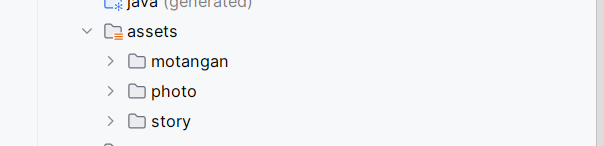 java (generated)
assets
motangan
photo
story